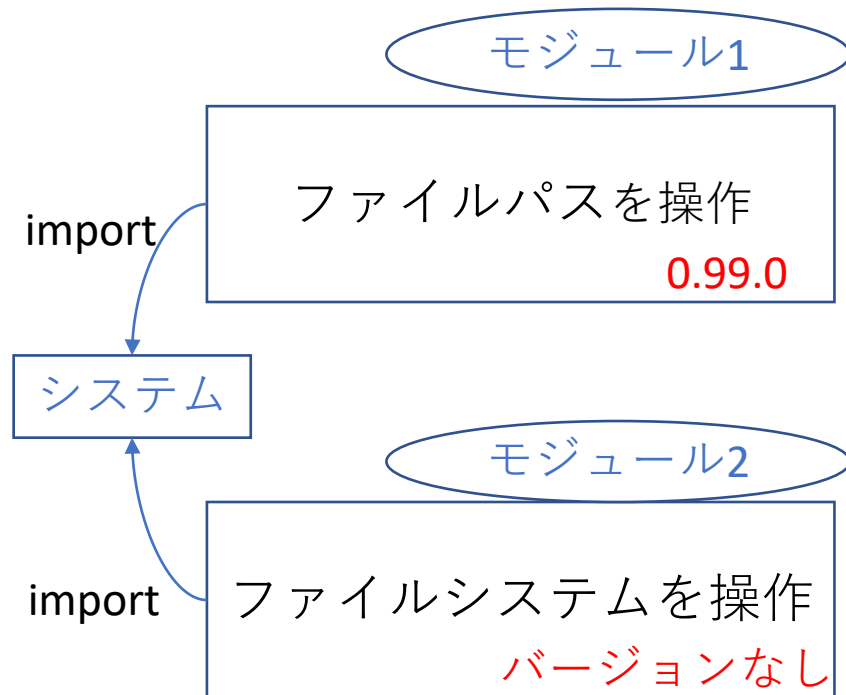 モジュール1
ファイルパスを操作
import
0.99.0
システム
モジュール2
ファイルシステムを操作
import
バージョンなし